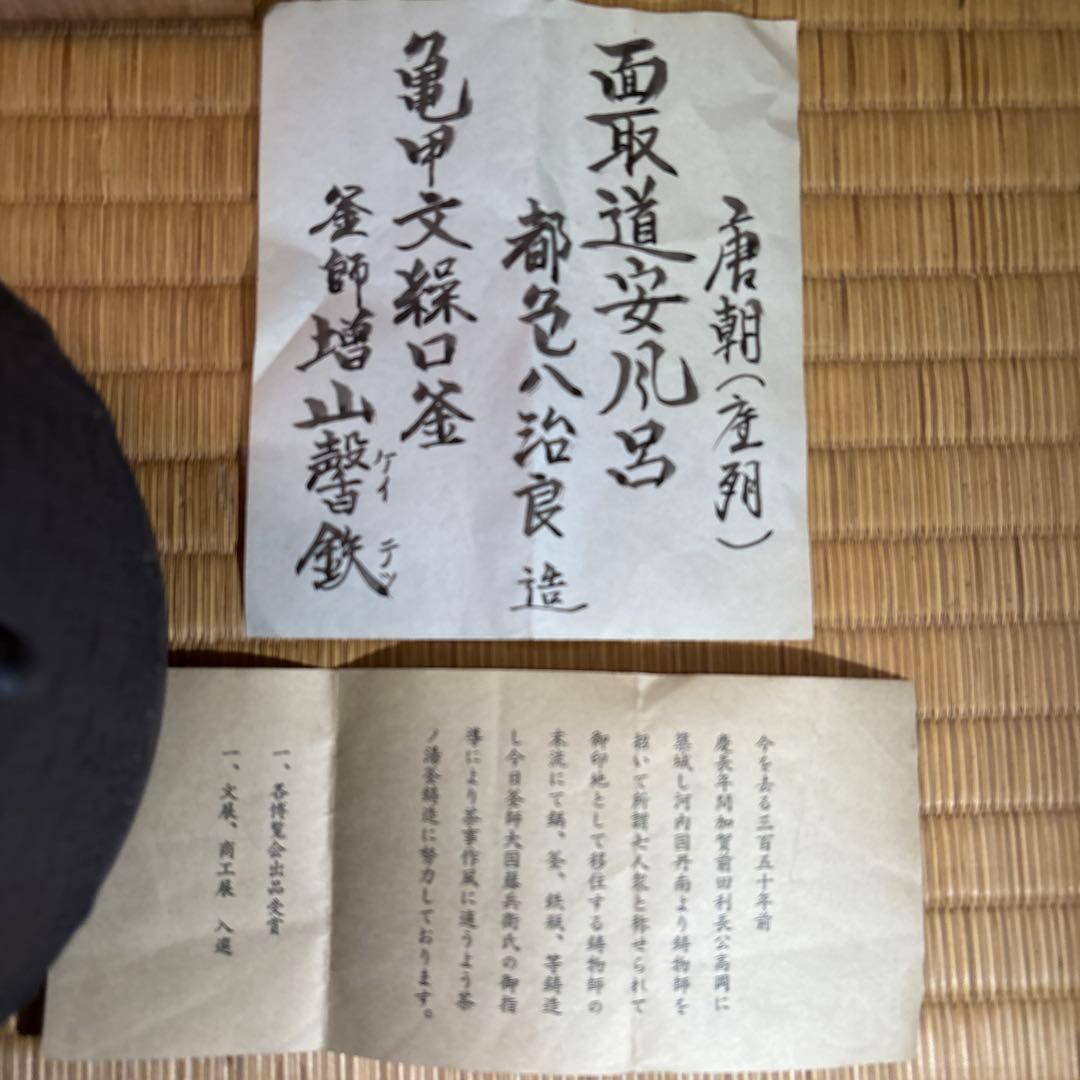 唐朝(座列)
面取道安風呂
都色八治良 造
亀甲文繰口釜
釜師増山馨鉄
ケイ テツ
今を去る三百五十年前
慶長年間加賀前田利長公高岡に
築城し河内国丹南より鋳物師を
招いて所謂七人衆と称せられて
御印地として移住する鋳物師の
末流にて鍋、釜、鉄瓶、等鋳造
し今日釜師大国藤兵衛氏の御指
導により茶事作風に適うよう茶
ノ湯釜鋳造に努力しております。
一、各博覧会出品受賞
一、文展、商工展 入選